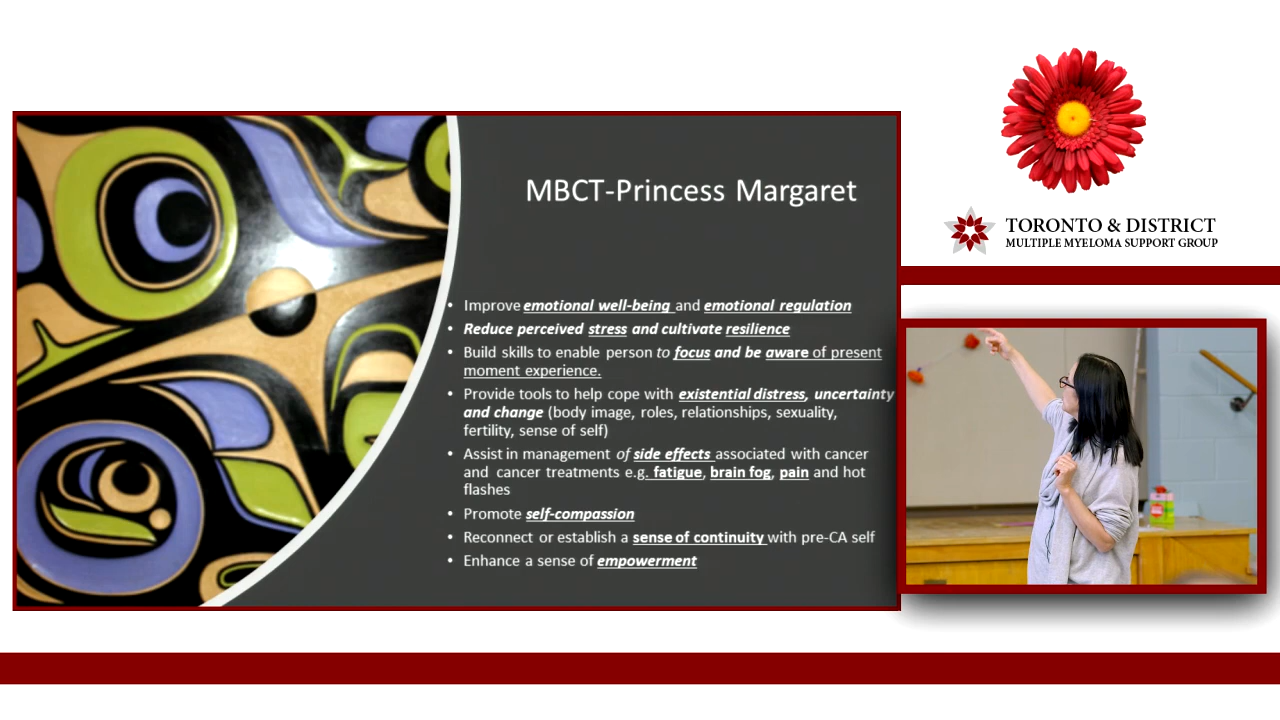 MBCT-Princess Margaret
• Improve emotional well-being and emotional regulation
• Reduce perceived stress and cultivate resilience
• Build skills to enable person to focus and be aware of present
moment experience.
• Provide tools to help cope with existential distress, uncertainty
and change (body image, roles, relationships, sexuality,
fertility, sense of self)
• Assist in management of side effects associated with cancer
and cancer treatments e.g. fatigue, brain fog, pain and hot
flashes
• Promote self-compassion
• Reconnect or establish a sense of continuity with pre-CA self
• Enhance a sense of empowerment
TORONTO & DISTRICT
MULTIPLE MYELOMA SUPPORT GROUP